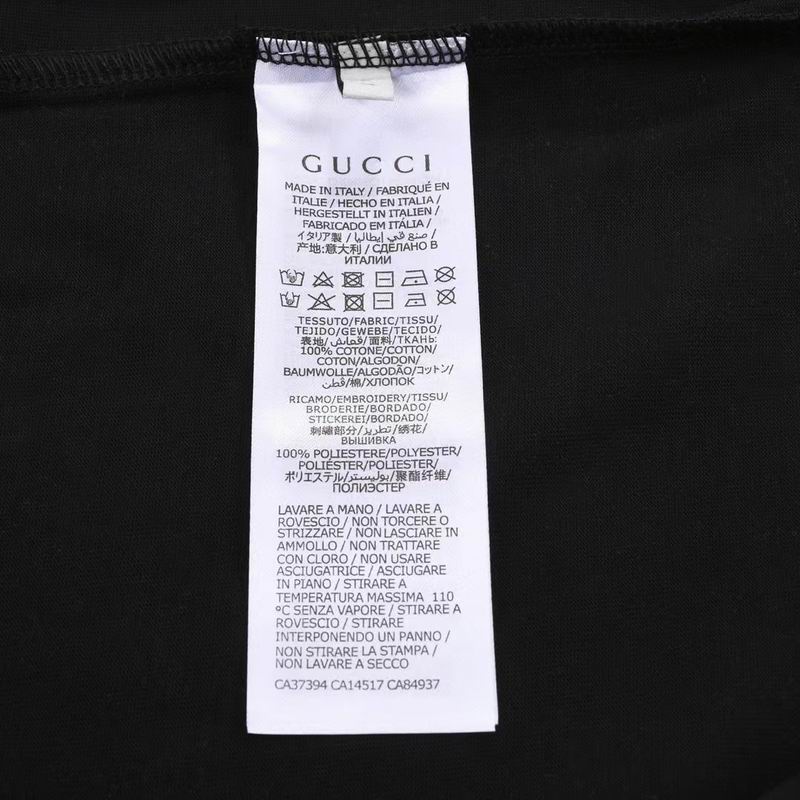 GUCCI
MADE IN ITALY / FABRIQUÉ EN
ITALIE / HECHO EN ITALIA /
HERGESTELLT IN ITALIEN /
FABRICADO EM ITÁLIA /
イタリア製 / صنع في إيطاليا /
产地:意大利 / СДЕЛАНО В
ИТАЛИИ
TESSUTO/FABRIC/TISSU/
TEJIDO/GEWEBE/TECIDO/
表地/قماش/面料/ТКАНЬ:
100% COTONE/COTTON/
COTON/ALGODON/
BAUMWOLLE/ALGODÃO/コットン/
قطن/棉/ХЛОПОК
RICAMO/EMBROIDERY/TISSU/
BRODERIE/BORDADO/
STICKEREI/BORDADO/
刺繡部分/تطريز/绣花/
ВЫШИВКА
100% POLIESTERE/POLYESTER/
POLIÉSTER/POLIESTER/
ポリエステル/بوليستر/聚酯纤维/
ПОЛИЭСТЕР
LAVARE A MANO / LAVARE A
ROVESCIO / NON TORCERE O
STRIZZARE / NON LASCIARE IN
AMMOLLO / NON TRATTARE
CON CLORO / NON USARE
ASCIUGATRICE / ASCIUGARE
IN PIANO / STIRARE A
TEMPERATURA MASSIMA 110
°C SENZA VAPORE / STIRARE A
ROVESCIO / STIRARE
INTERPONENDO UN PANNO /
NON STIRARE LA STAMPA /
NON LAVARE A SECCO
CA37394 CA14517 CA84937